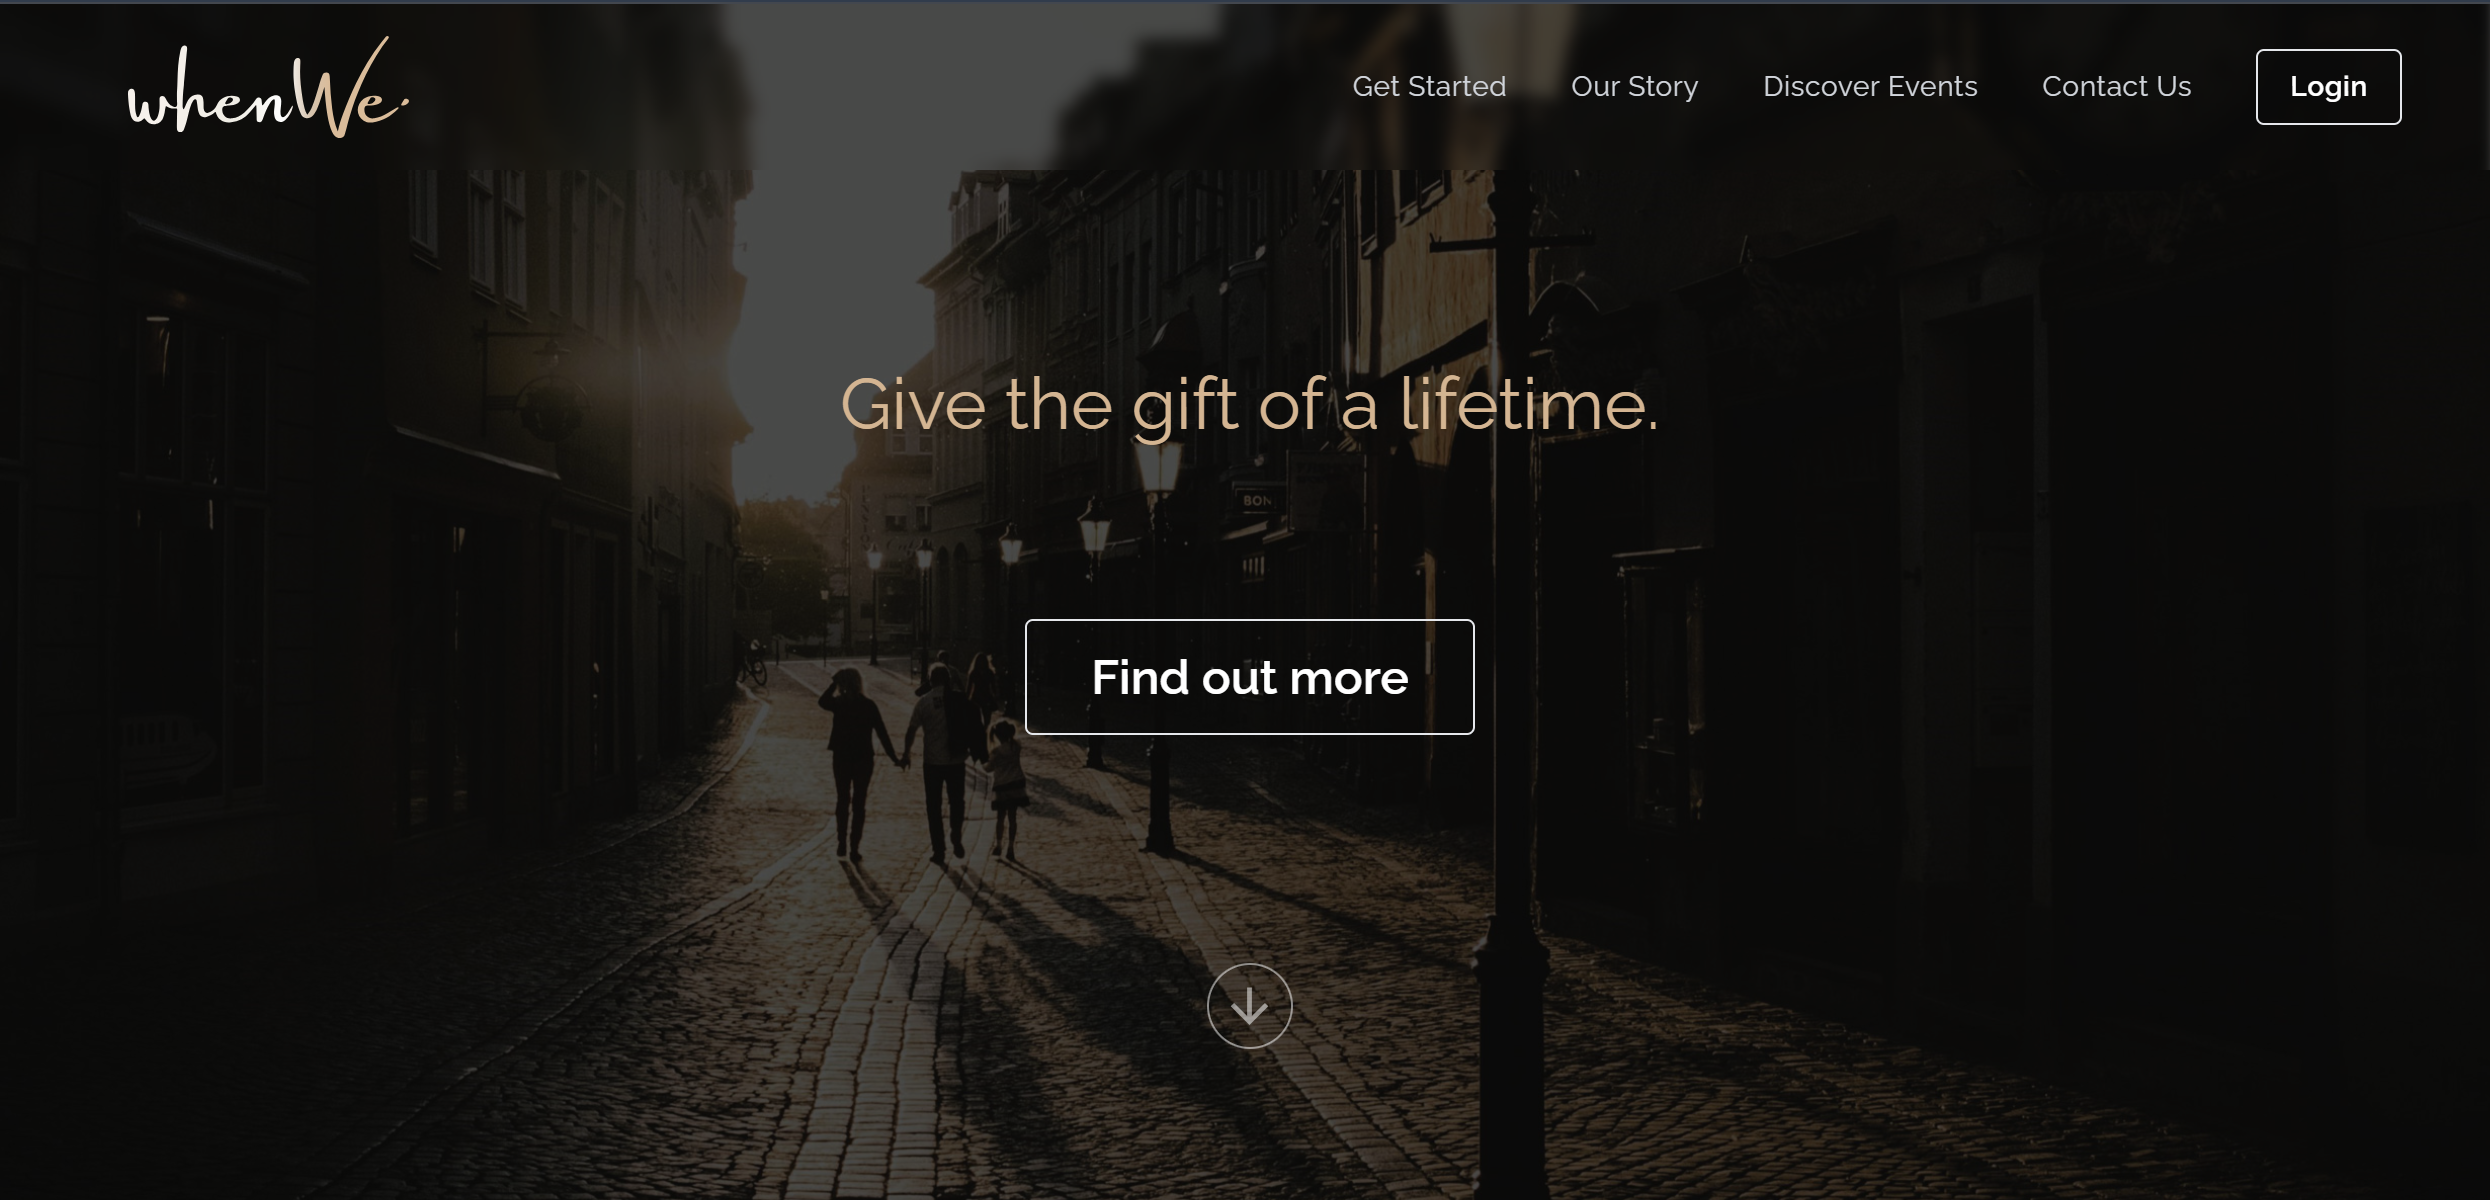 whenWe.
Get Started
Our Story
Discover Events
Contact Us
Login
Give the gift of a lifetime.
BON
Find out more